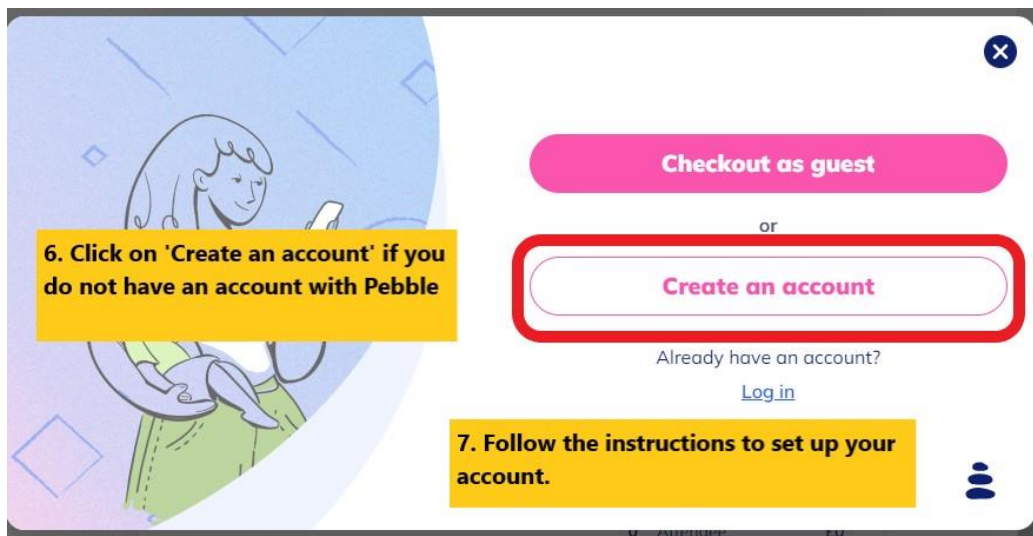 Checkout as guest
or
6. Click on 'Create an account' if you
do not have an account with Pebble
Create an account
Already have an account?
Log in
7. Follow the instructions to set up your
account.